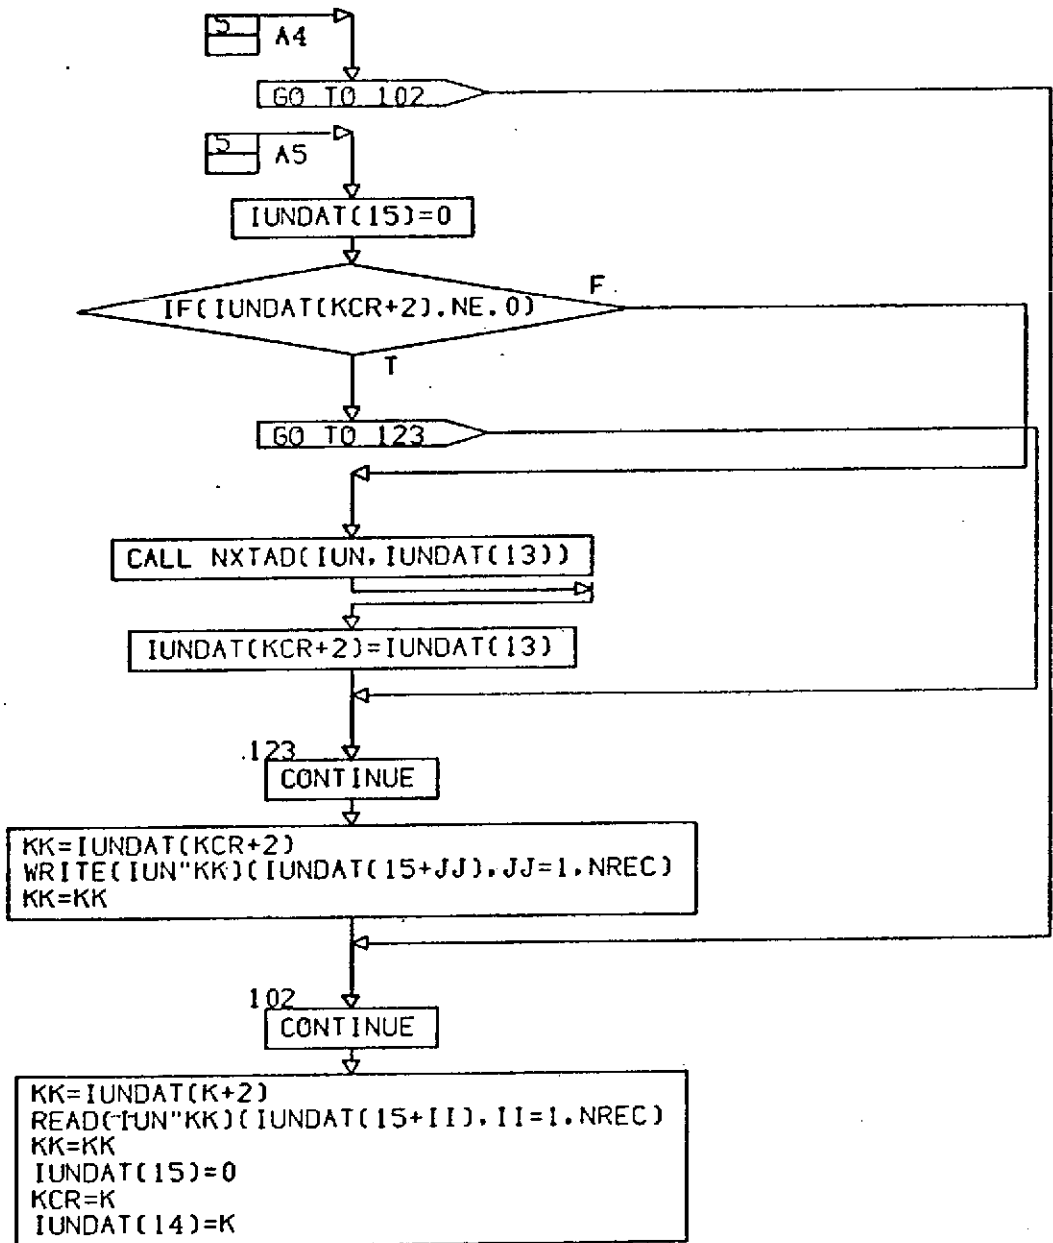 5
A4
GO TO 102
5
A5
IUNDAT(15)=0
F
IF(IUNDAT(KCR+2).NE.0)
T
GO TO 123
CALL NXTAD(IUN,IUNDAT(13))
IUNDAT(KCR+2)=IUNDAT(13)
123
CONTINUE
KK=IUNDAT(KCR+2)
WRITE(IUN"KK)(IUNDAT(15+JJ),JJ=1,NREC)
KK=KK
102
CONTINUE
KK=IUNDAT(K+2)
READ(IUN"KK)(IUNDAT(15+II),II=1,NREC)
KK=KK
IUNDAT(15)=0
KCR=K
IUNDAT(14)=K